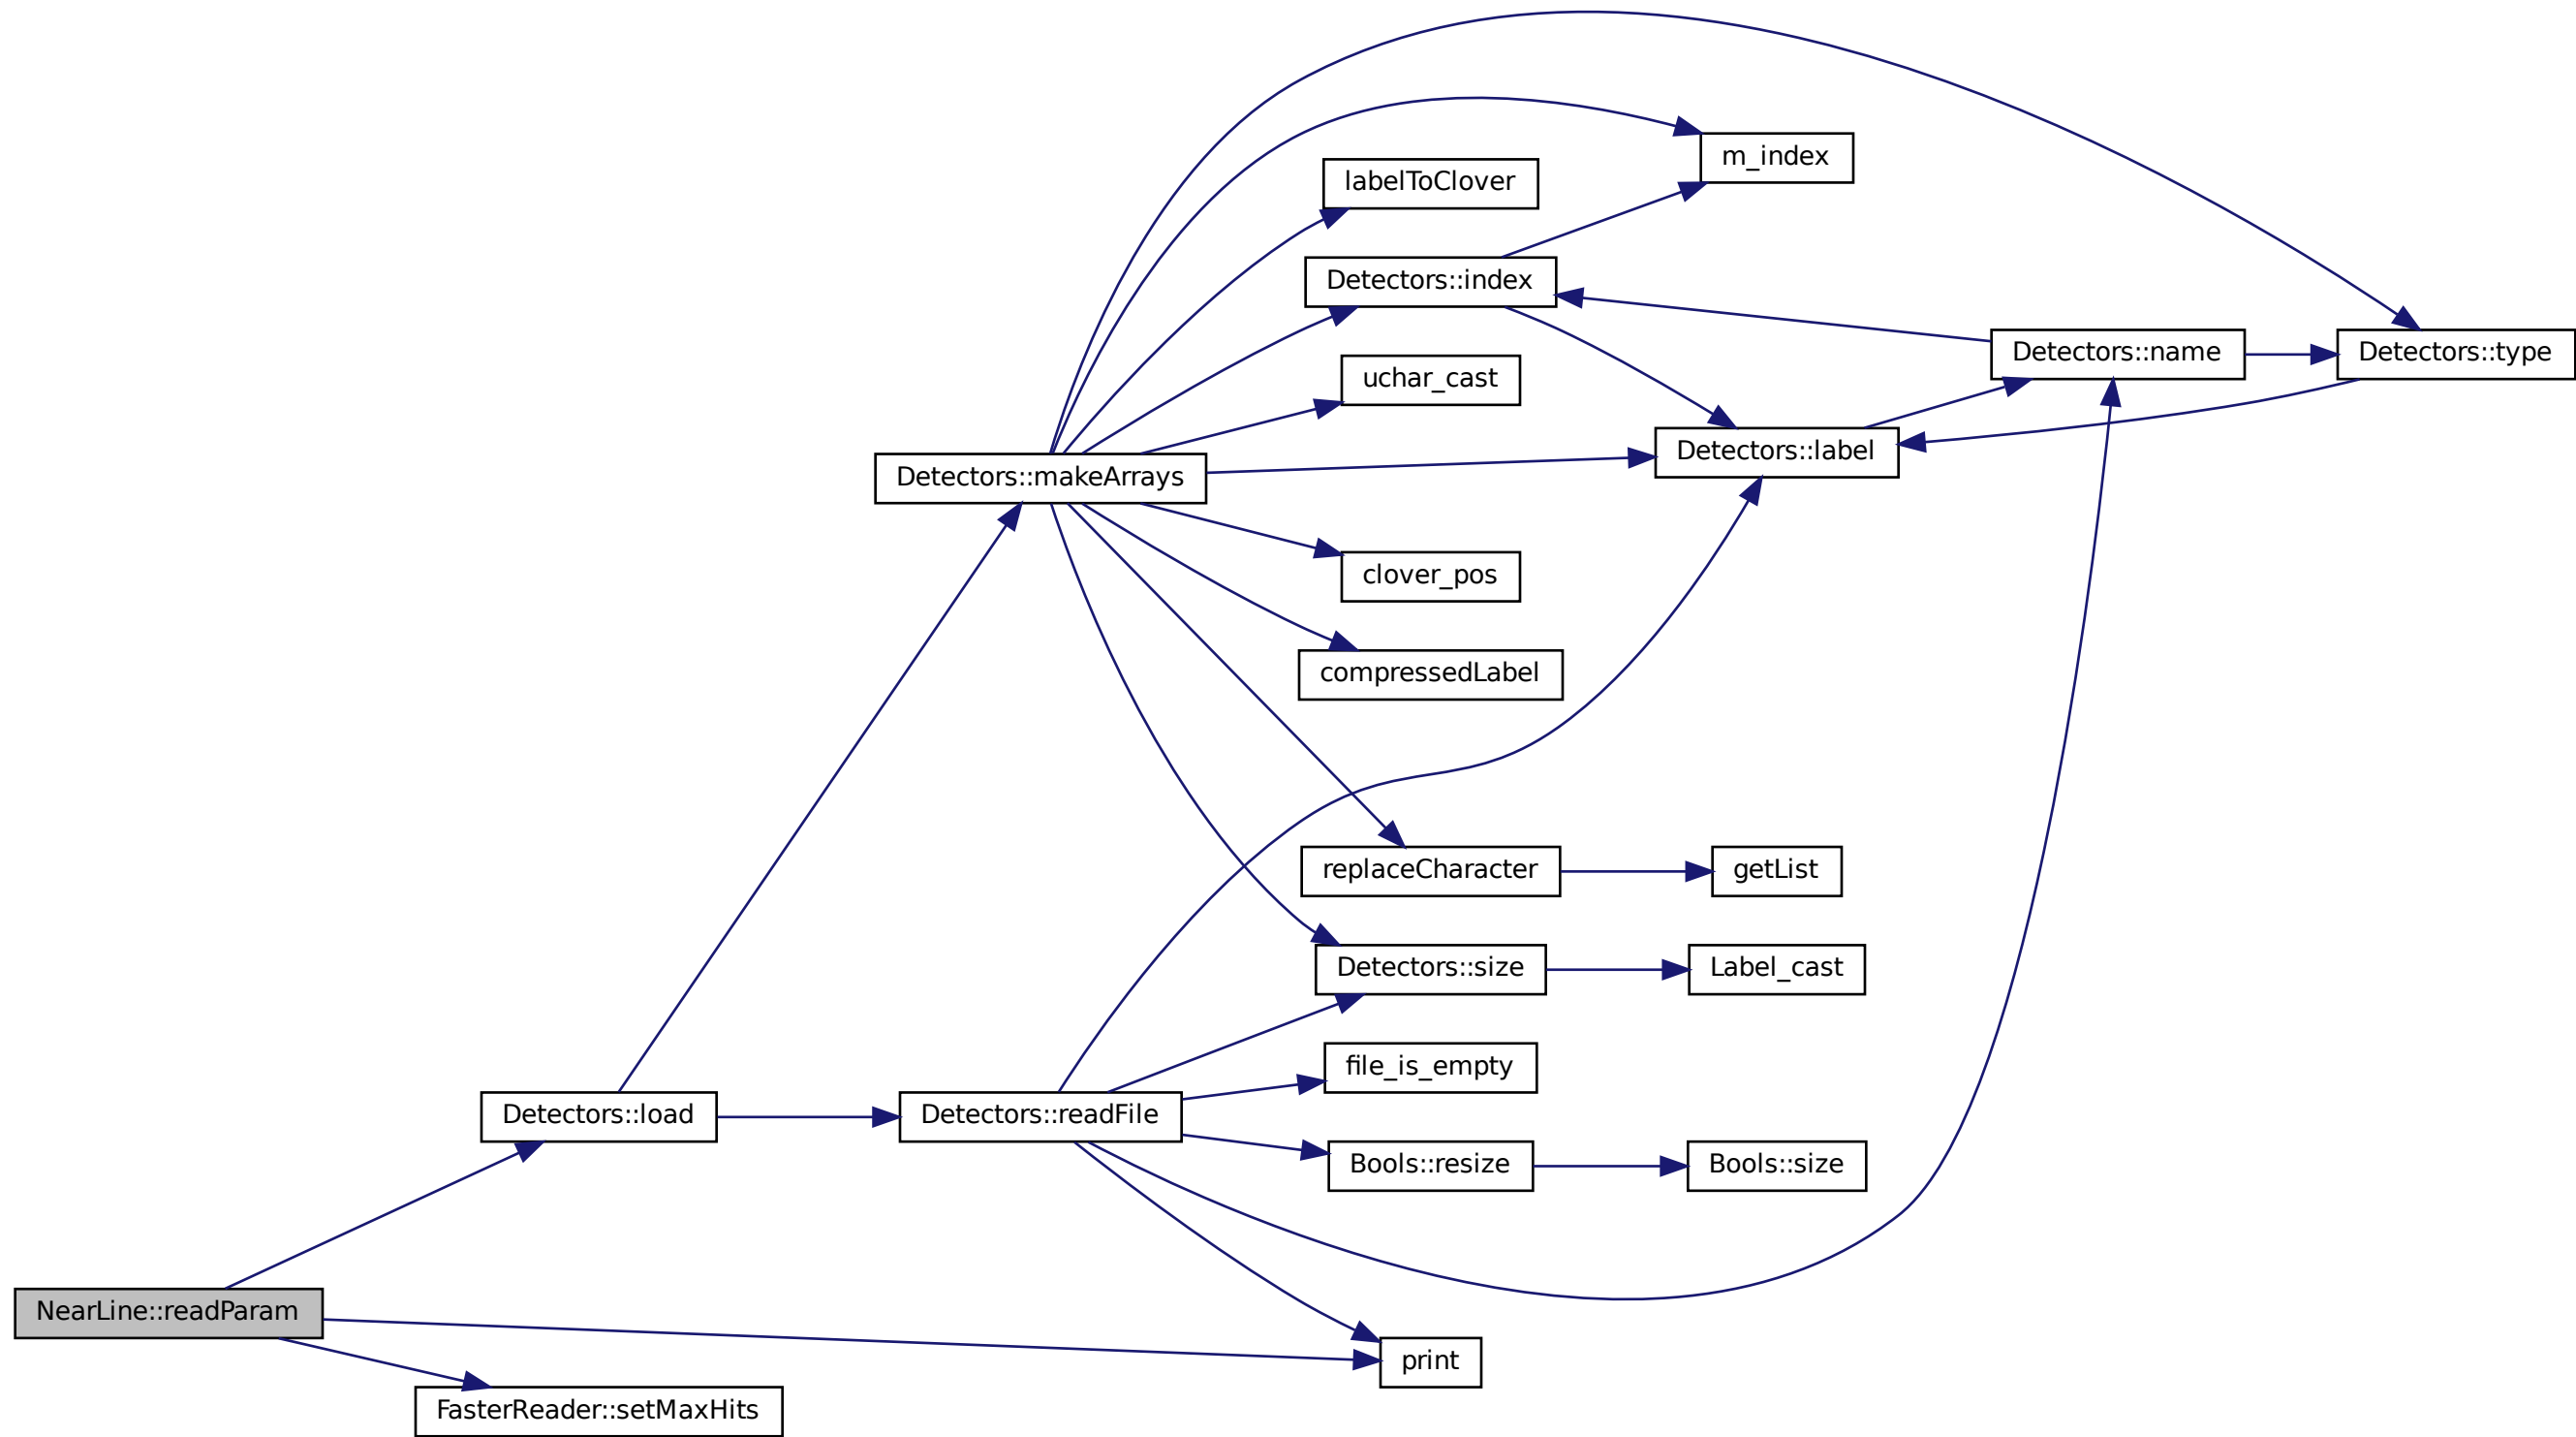 m_index
labelToClover
Detectors::index
Detectors::name
Detectors::type
uchar_cast
Detectors::label
Detectors::makeArrays
clover_pos
compressedLabel
replaceCharacter
getList
Detectors::size
Label_cast
file_is_empty
Detectors::load
Detectors::readFile
Bools::resize
Bools::size
NearLine::readParam
print
FasterReader::setMaxHits